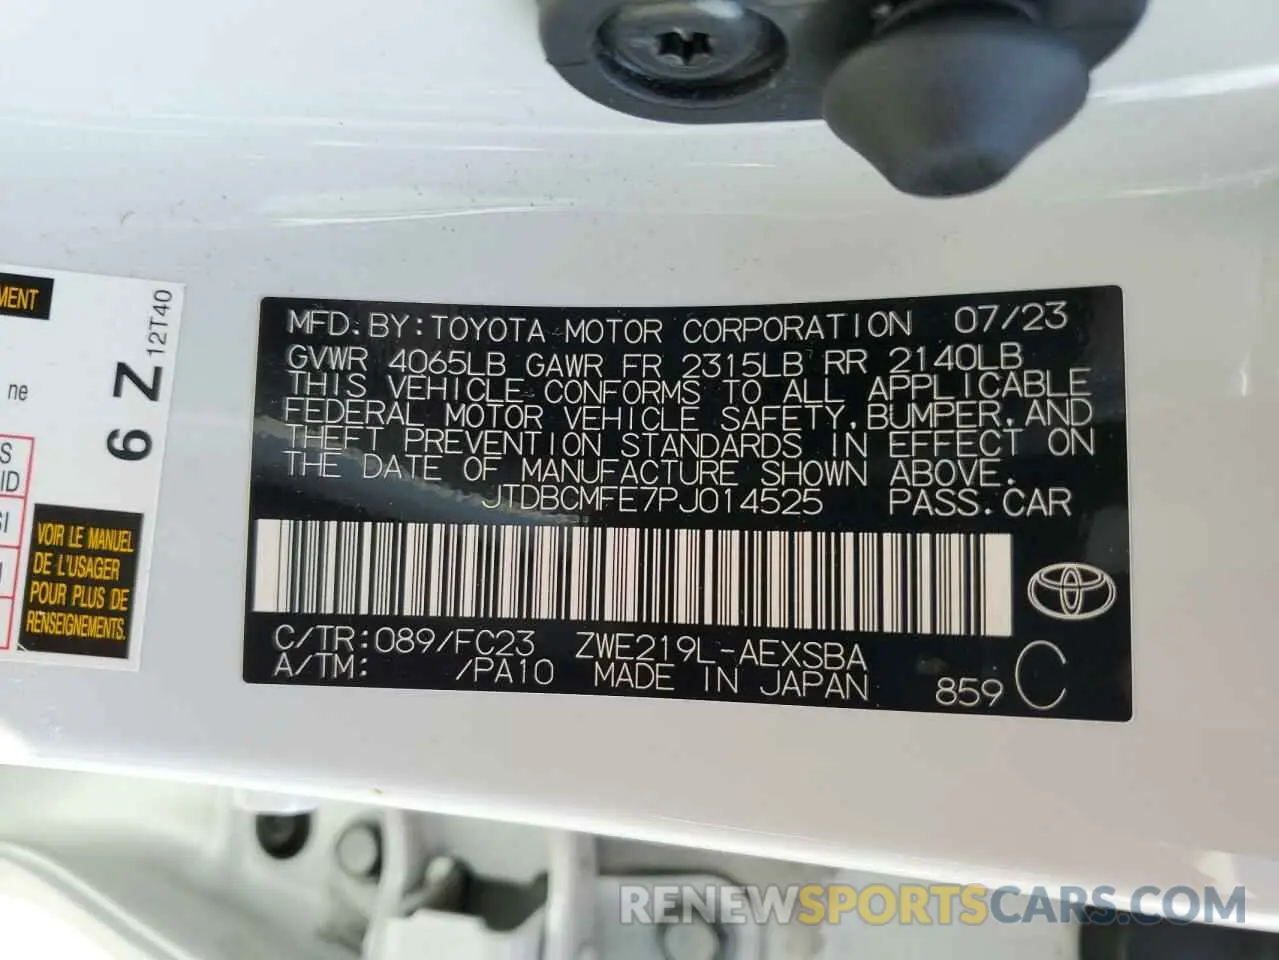 MFD. BY: TOYOTA MOTOR CORPORATION 07/23
GVWR 4065LB GAWR FR 2315LB RR 2140LB
THIS VEHICLE CONFORMS TO ALL APPLICABLE
FEDERAL MOTOR VEHICLE SAFETY, BUMPER, AND
THEFT PREVENTION STANDARDS IN EFFECT ON
THE DATE OF MANUFACTURE SHOWN ABOVE.
JTDBCMFE7PJ014525 PASS. CAR
C/TR: 089/FC23 ZWE219L-AEXSBA
A/TM: /PA10 MADE IN JAPAN 859 C
MENT
ne
S
ID
SI
6 Z
12T40
VOIR LE MANUEL
DE L'USAGER
POUR PLUS DE
RENSEIGNEMENTS.
RENEWSPORTSCARS.COM